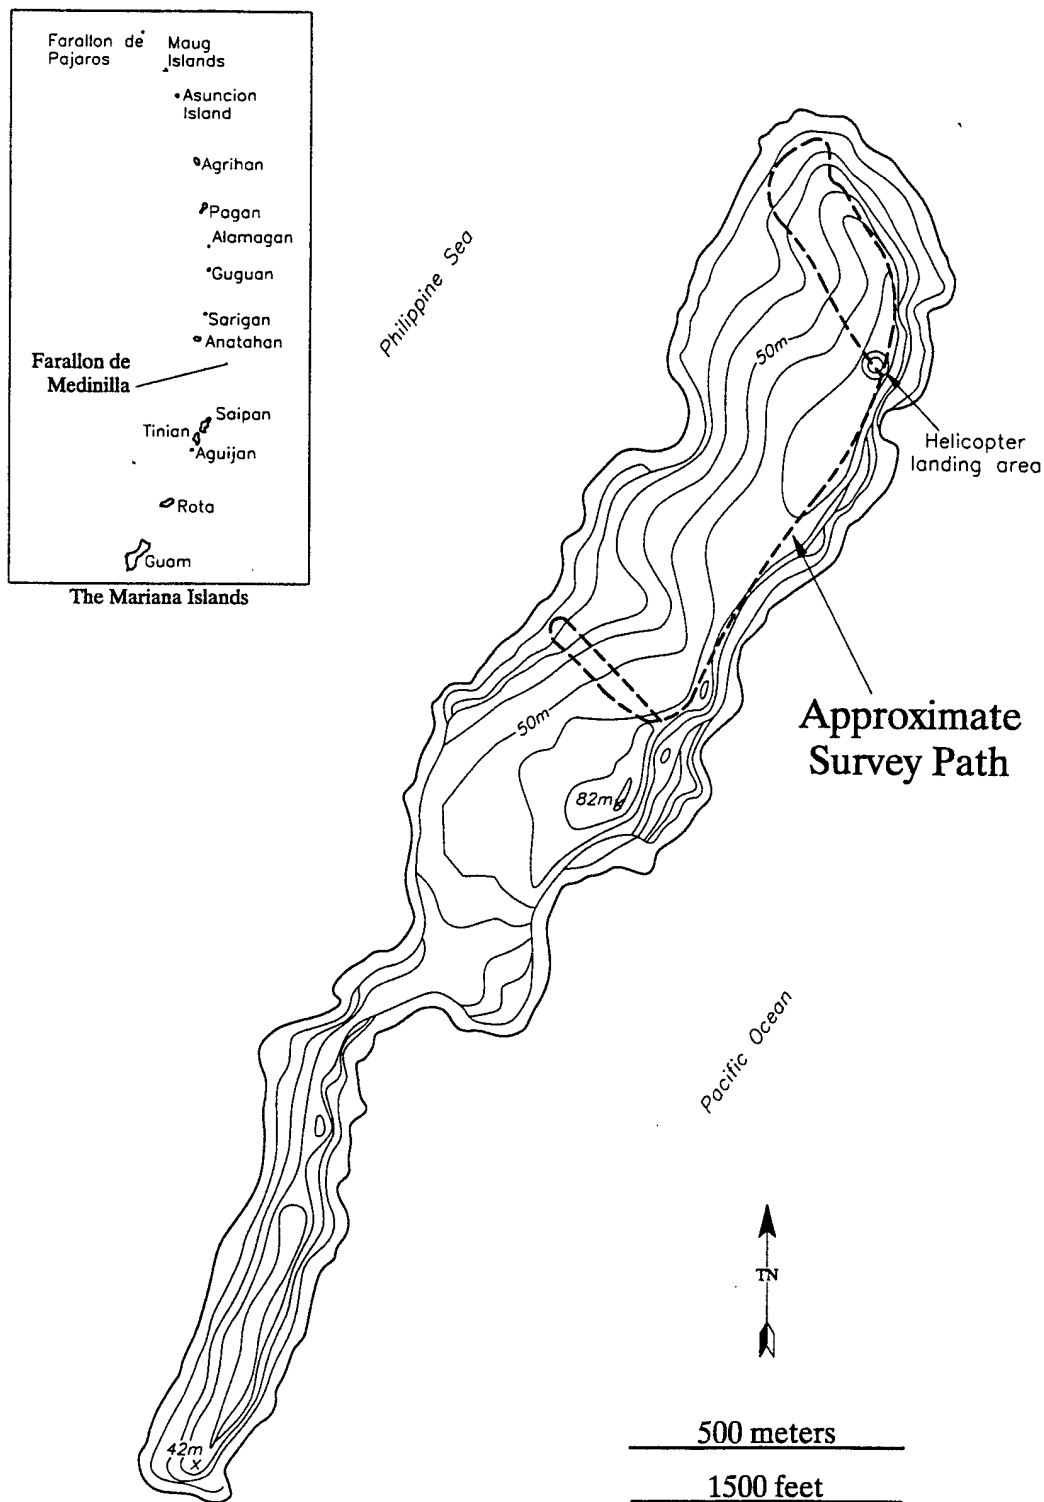 Farallon de
Pajaros
Maug
Islands
Asuncion
Island
Agrihan
Pagan
Alamagan
Guguan
Sarigan
Anatahan
Farallon de
Medinilla
Saipan
Tinian
Aguijan
Rota
Guam
The Mariana Islands
Philippine Sea
50m
Helicopter
landing area
Approximate
Survey Path
50m
82m
x
Pacific Ocean
TN
42m
x
500 meters
1500 feet